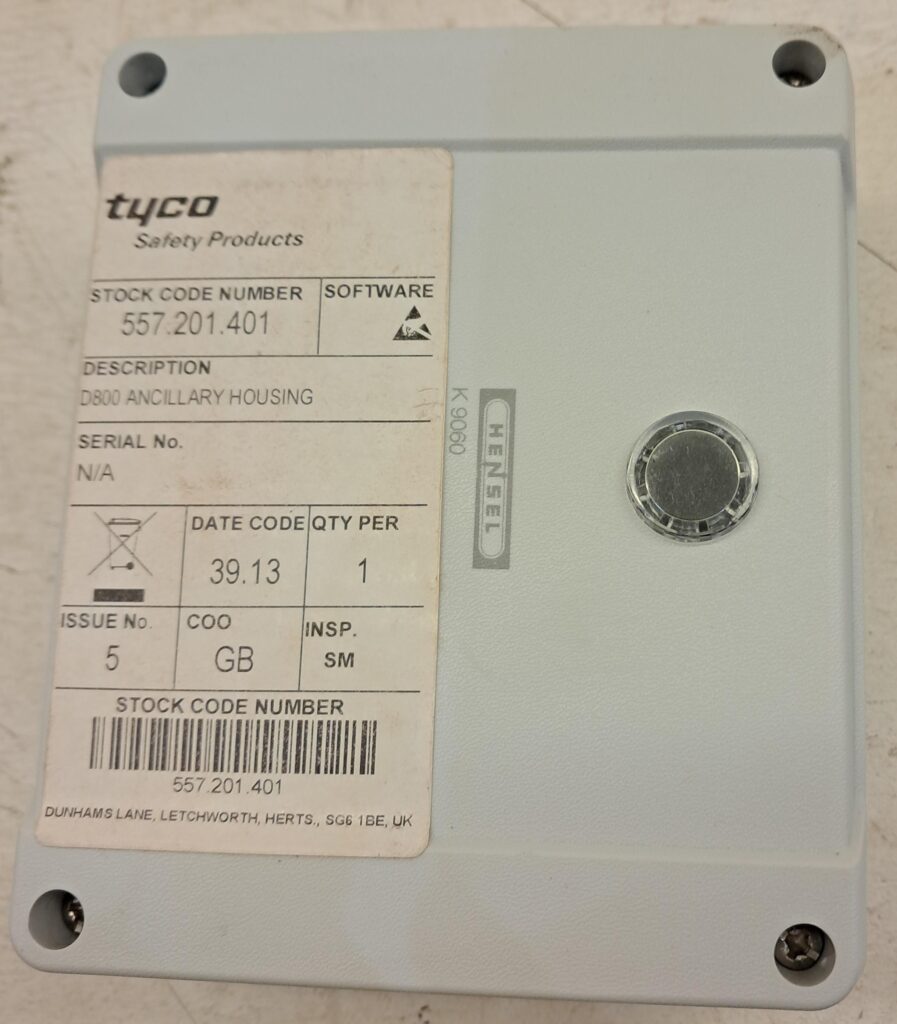 tyco
Safety Products
STOCK CODE NUMBER
557.201.401
SOFTWARE
DESCRIPTION
D800 ANCILLARY HOUSING
SERIAL No.
N/A
DATE CODE
39.13
QTY PER
1
ISSUE No.
5
COO
GB
INSP.
SM
STOCK CODE NUMBER
557.201.401
DUNHAMS LANE, LETCHWORTH, HERTS., SG6 1BE, UK
K 9060
HENSEL